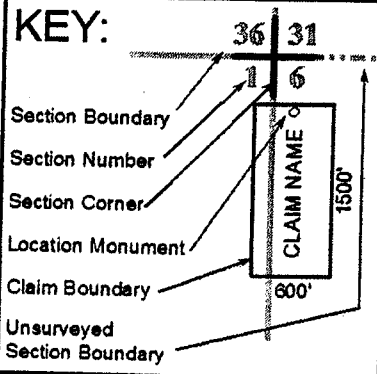 KEY:
36 31
1 6
Section Boundary
Section Number
Section Corner
Location Monument
Claim Boundary
Unsurveyed
Section Boundary
CLAIM NAME
1500'
600'